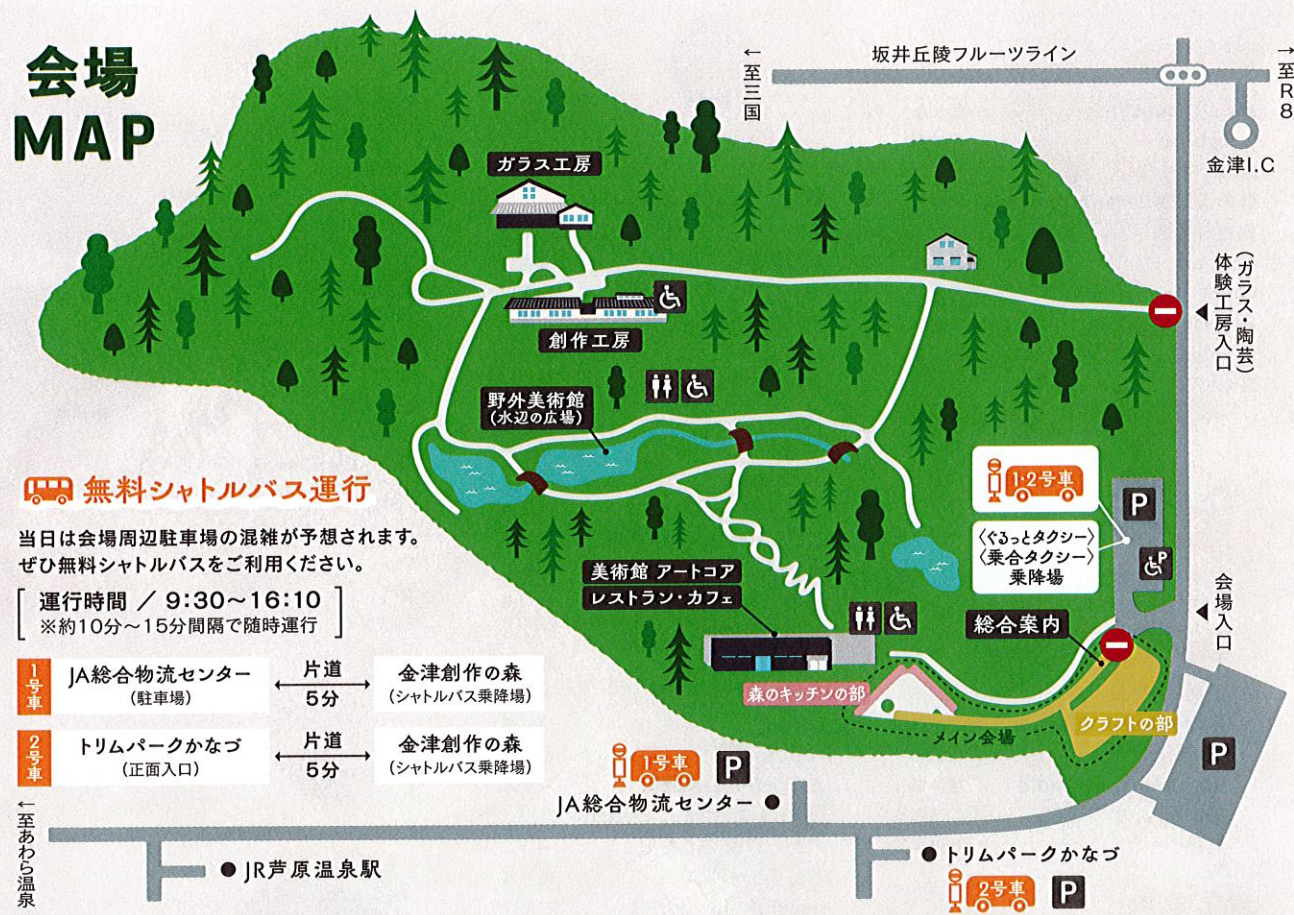 会場
MAP
←至三国
坂井丘陵フルーツライン
→至R8
金津I.C
ガラス工房
(ガラス・陶芸)
体験工房入口
創作工房
野外美術館
(水辺の広場)
1・2号車
P
〈ぐるっとタクシー〉
〈乗合タクシー〉
乗降場
P
会場入口
無料シャトルバス運行
当日は会場周辺駐車場の混雑が予想されます。
ぜひ無料シャトルバスをご利用ください。
運行時間 / 9:30〜16:10
※約10分〜15分間隔で随時運行
美術館 アートコア
レストラン・カフェ
総合案内
森のキッチンの部
メイン会場
クラフトの部
P
1号車
JA総合物流センター
(駐車場)
片道
5分
金津創作の森
(シャトルバス乗降場)
2号車
トリムパークかなづ
(正面入口)
片道
5分
金津創作の森
(シャトルバス乗降場)
1号車
P
JA総合物流センター
←至あわら温泉
JR芦原温泉駅
トリムパークかなづ
2号車
P